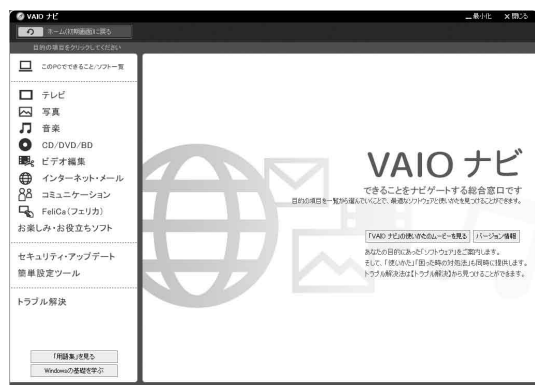 VAIO ナビ
最小化 ×閉じる
ホーム(初期画面)に戻る
目的の項目をクリックしてください
このPCでできること/ソフト一覧
テレビ
写真
音楽
CD/DVD/BD
ビデオ編集
インターネット・メール
コミュニケーション
FeliCa(フェリカ)
お楽しみ・お役立ちソフト
セキュリティ・アップデート
簡単設定ツール
トラブル解決
「用語集」を見る
Windowsの基礎を学ぶ
VAIO ナビ
できることをナビゲートする総合窓口です
目的の項目を一覧から選んでいくことで、最適なソフトウェアと使いかたを見つけることができます。
「VAIO ナビ」の使いかたのムービーを見る バージョン情報
あなたの目的にあった「ソフトウェア」をご案内します。
そして、「使いかた」「困った時の対処法」も同時に提供します。
トラブル解決法は【トラブル解決】から見つけることができます。